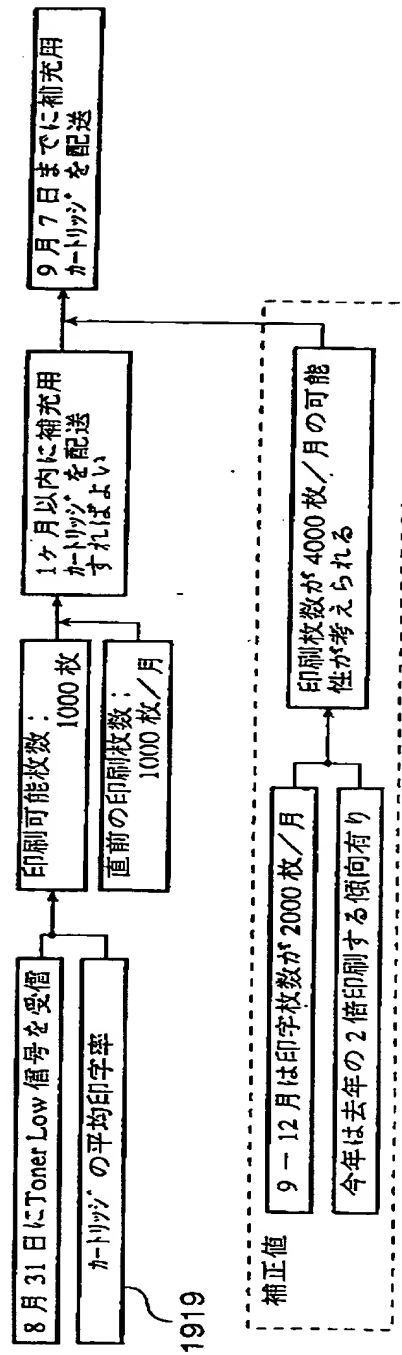 8月31日にToner Low信号を受信
カートリッジの平均印字率
1919
印刷可能枚数:
1000枚
直前の印刷枚数:
1000枚/月
1ヶ月以内に補充用
カートリッジを配送
すればよい
9月7日までに補充用
カートリッジを配送
補正値
9-12月は印字枚数が2000枚/月
今年は去年の2倍印刷する傾向有り
印刷枚数が4000枚/月の可能
性が考えられる